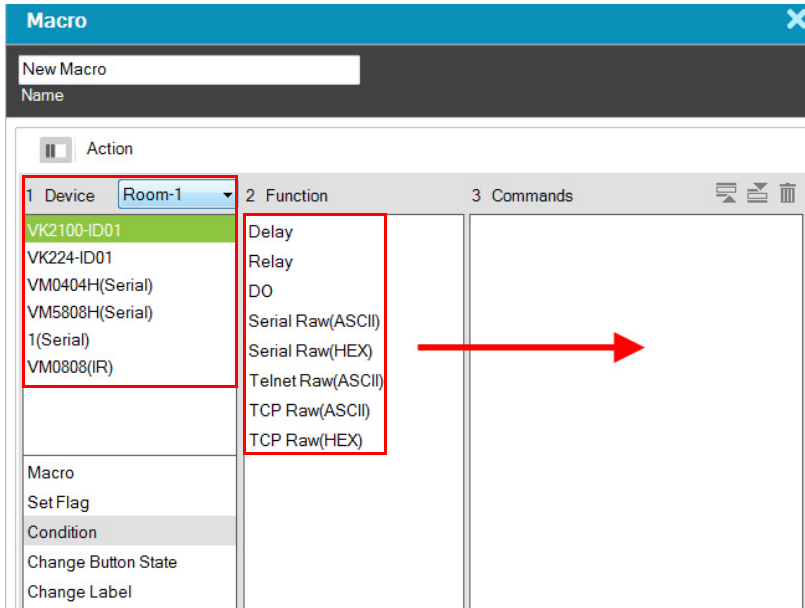 Macro
New Macro
Name
Action
1 Device Room-1
2 Function
3 Commands
VK2100-ID01
VK224-ID01
VM0404H(Serial)
VM5808H(Serial)
1(Serial)
VM0808(IR)
Delay
Relay
DO
Serial Raw(ASCII)
Serial Raw(HEX)
Telnet Raw(ASCII)
TCP Raw(ASCII)
TCP Raw(HEX)
Macro
Set Flag
Condition
Change Button State
Change Label